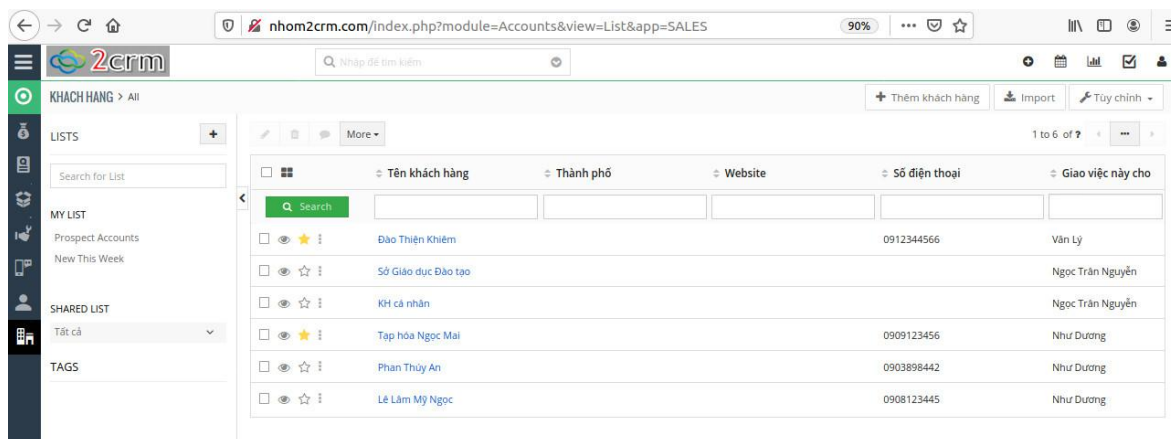 nhom2crm.com/index.php?module=Accounts&view=List&app=SALES 90%
2crm Nhập để tìm kiếm
KHACH HANG > All + Thêm khách hàng Import Tùy chỉnh
LISTS + More 1 to 6 of ?
Search for List
Tên khách hàng Thành phố Website Số điện thoại Giao việc này cho
Search
MY LIST
Prospect Accounts
New This Week
SHARED LIST
Tất cả
TAGS
Đào Thiện Khiêm 0912344566 Văn Lý
Sở Giáo dục Đào tạo Ngọc Trân Nguyễn
KH cá nhân Ngọc Trân Nguyễn
Tạp hóa Ngọc Mai 0909123456 Như Dương
Phan Thúy An 0903898442 Như Dương
Lê Lâm Mỹ Ngọc 0908123445 Như Dương